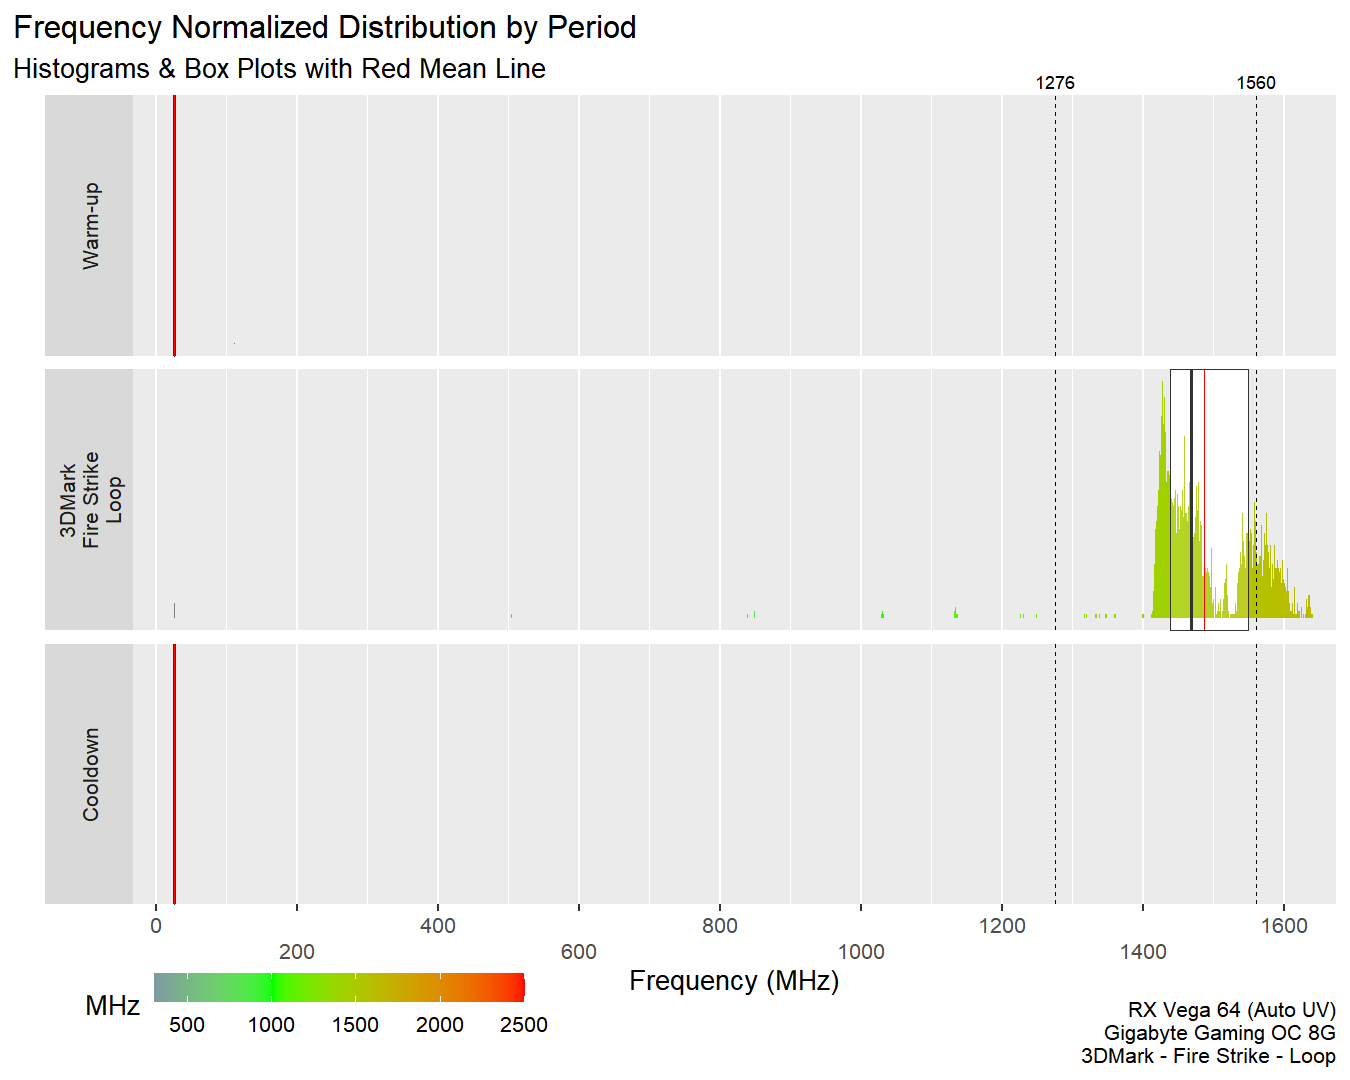 Frequency Normalized Distribution by Period
Histograms & Box Plots with Red Mean Line
1276 1560
Warm-up
3DMark
Fire Strike
Loop
Cooldown
0 400 800 1200 1600
200 600 1000 1400
Frequency (MHz)
MHz
500 1000 1500 2000 2500
RX Vega 64 (Auto UV)
Gigabyte Gaming OC 8G
3DMark - Fire Strike - Loop